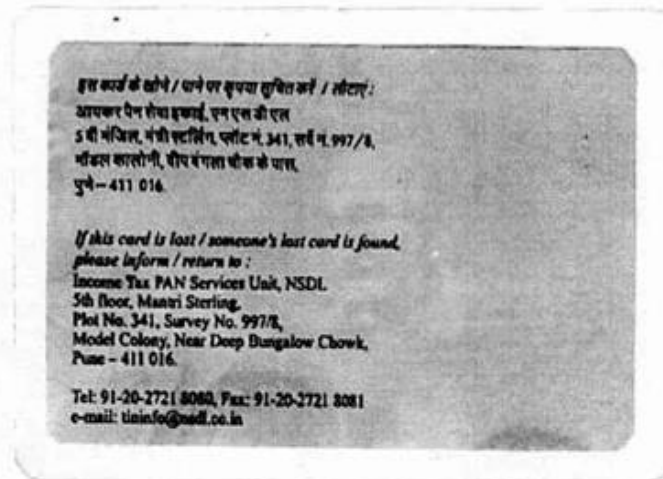 इस कार्ड के खोने / पाने पर कृपया सूचित करें / लौटाएं :
आयकर पैन सेवा इकाई, एन एस डी एल
5 वी मंजिल, मंत्री स्टर्लिंग, प्लॉट नं. 341, सर्वे नं. 997/8,
मॉडल कालोनी, दीप बंगला चौक के पास,
पुणे – 411 016.
If this card is lost / someone's lost card is found,
please inform / return to :
Income Tax PAN Services Unit, NSDL
5th floor, Mantri Sterling,
Plot No. 341, Survey No. 997/8,
Model Colony, Near Deep Bungalow Chowk,
Pune – 411 016.
Tel: 91-20-2721 8080, Fax: 91-20-2721 8081
e-mail: tininfo@nsdl.co.in